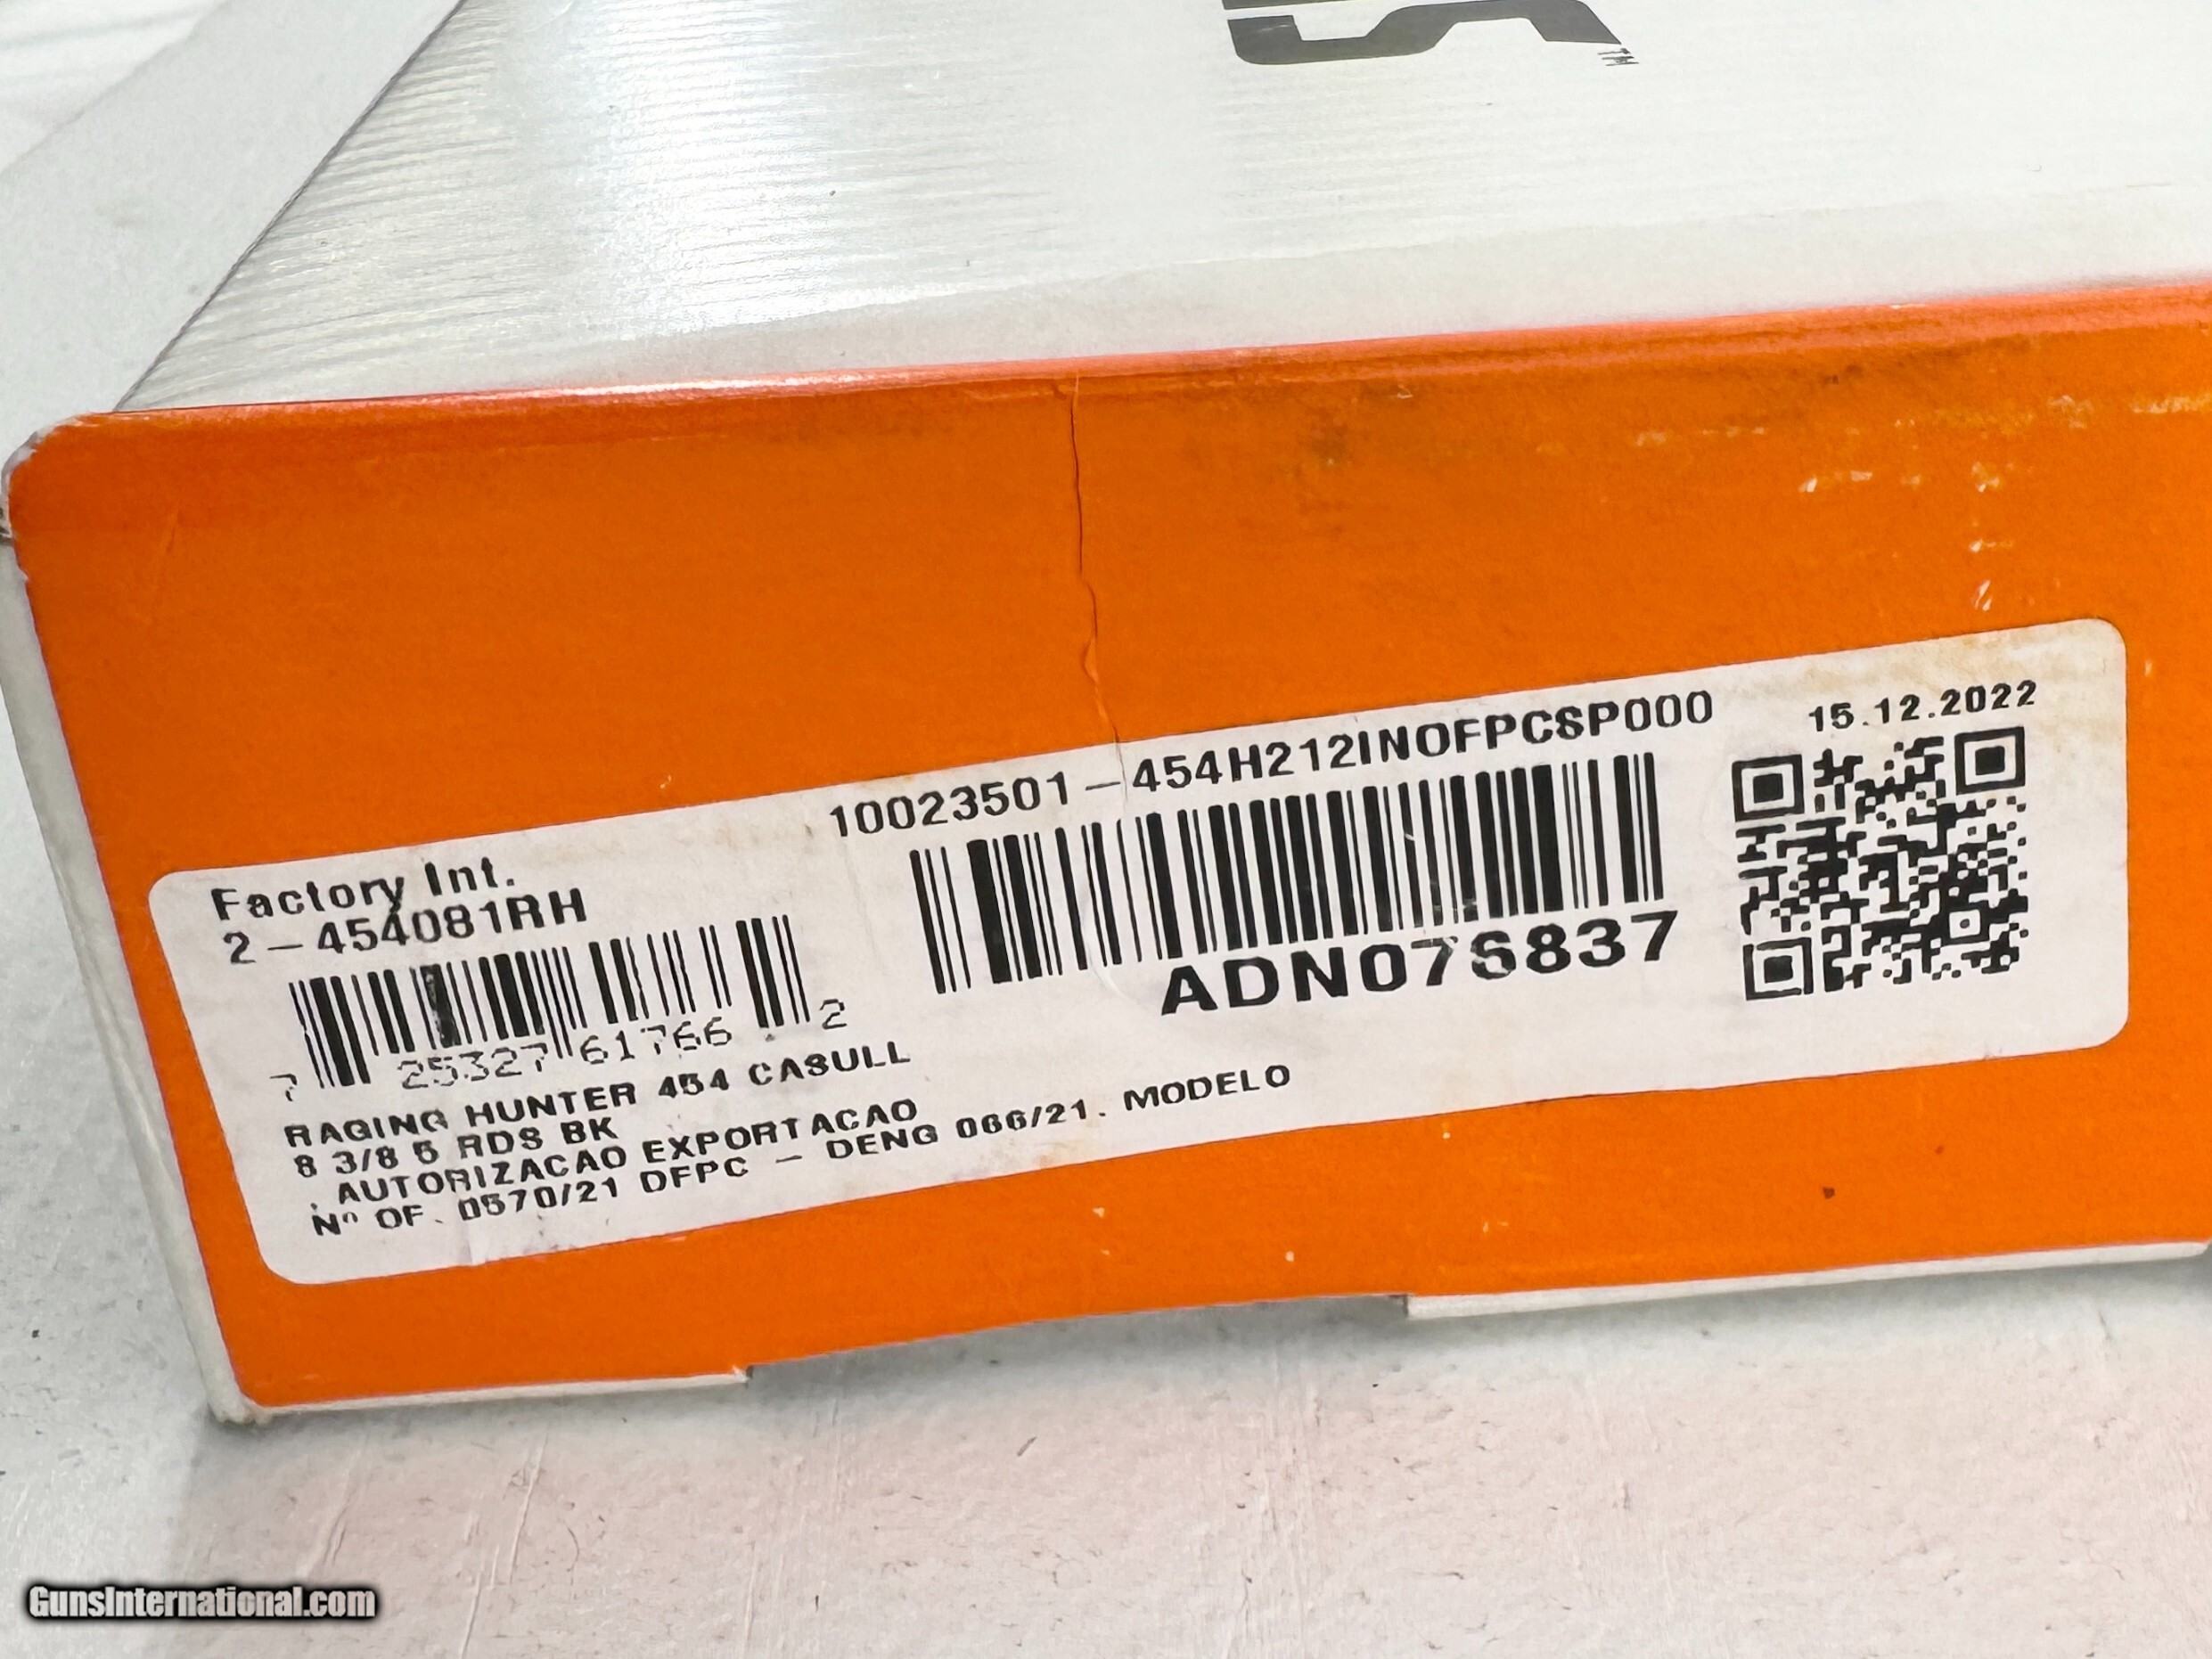 TM
15.12.2022
10023501-454H212INOFPCSP000
Factory Int.
2-454081RH
7 25327 61766 2
RAGING HUNTER 454 CASULL
8 3/8 5 RDS BK
. AUTORIZACAO EXPORTACAO
Nº OF. 0570/21 DFPC - DENG 066/21. MODELO
GunsInternational.com